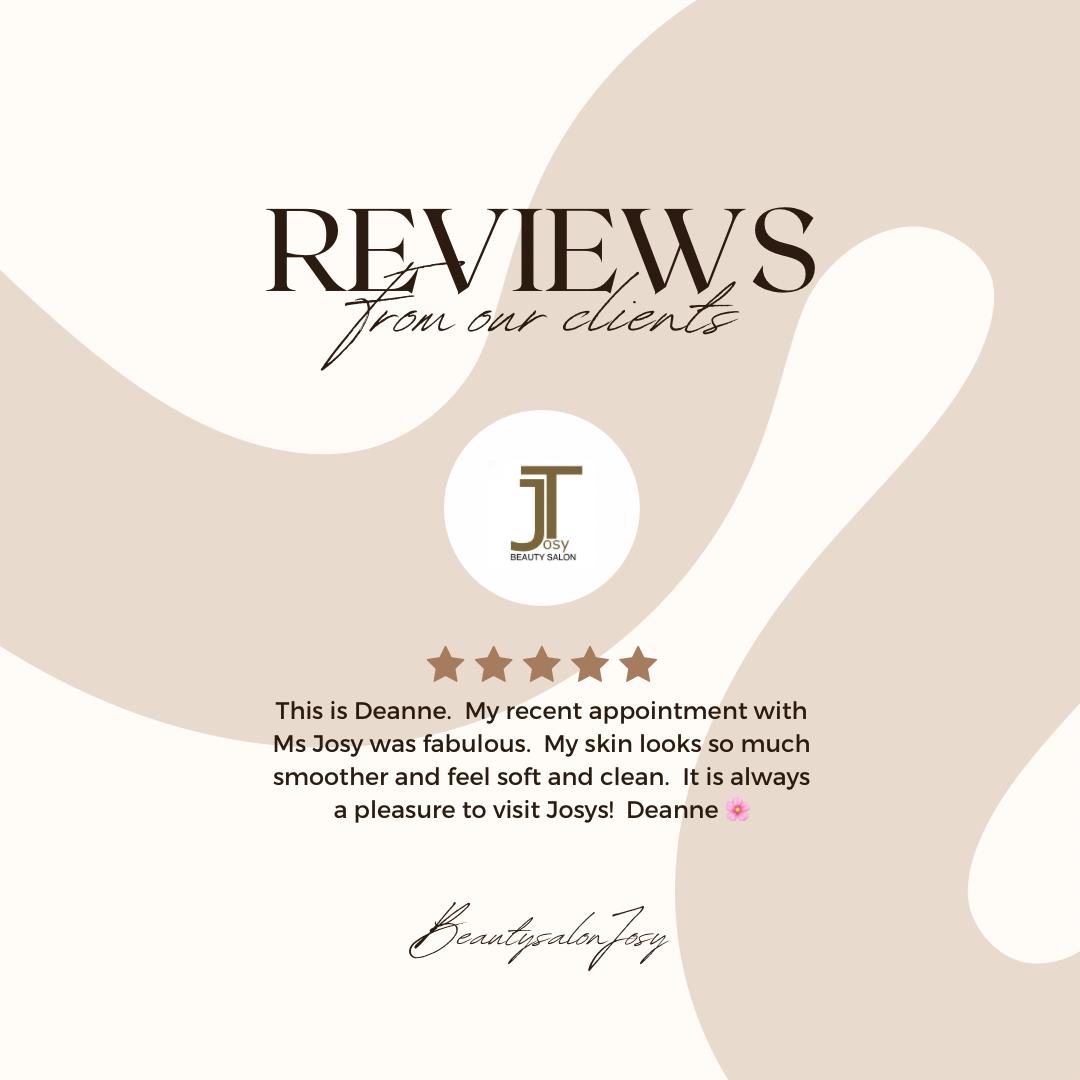 REVIEWS
From our clients
JT
osy
BEAUTY SALON
This is Deanne.  My recent appointment with
Ms Josy was fabulous.  My skin looks so much
smoother and feel soft and clean.  It is always
a pleasure to visit Josys!  Deanne 🌸
BeautysalonJosy